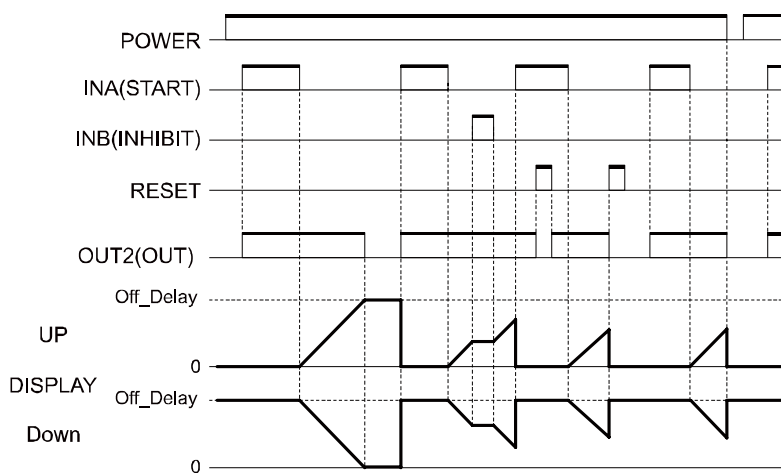 POWER
INA(START)
INB(INHIBIT)
RESET
OUT2(OUT)
Off_Delay
UP
0
DISPLAY
Off_Delay
Down
0